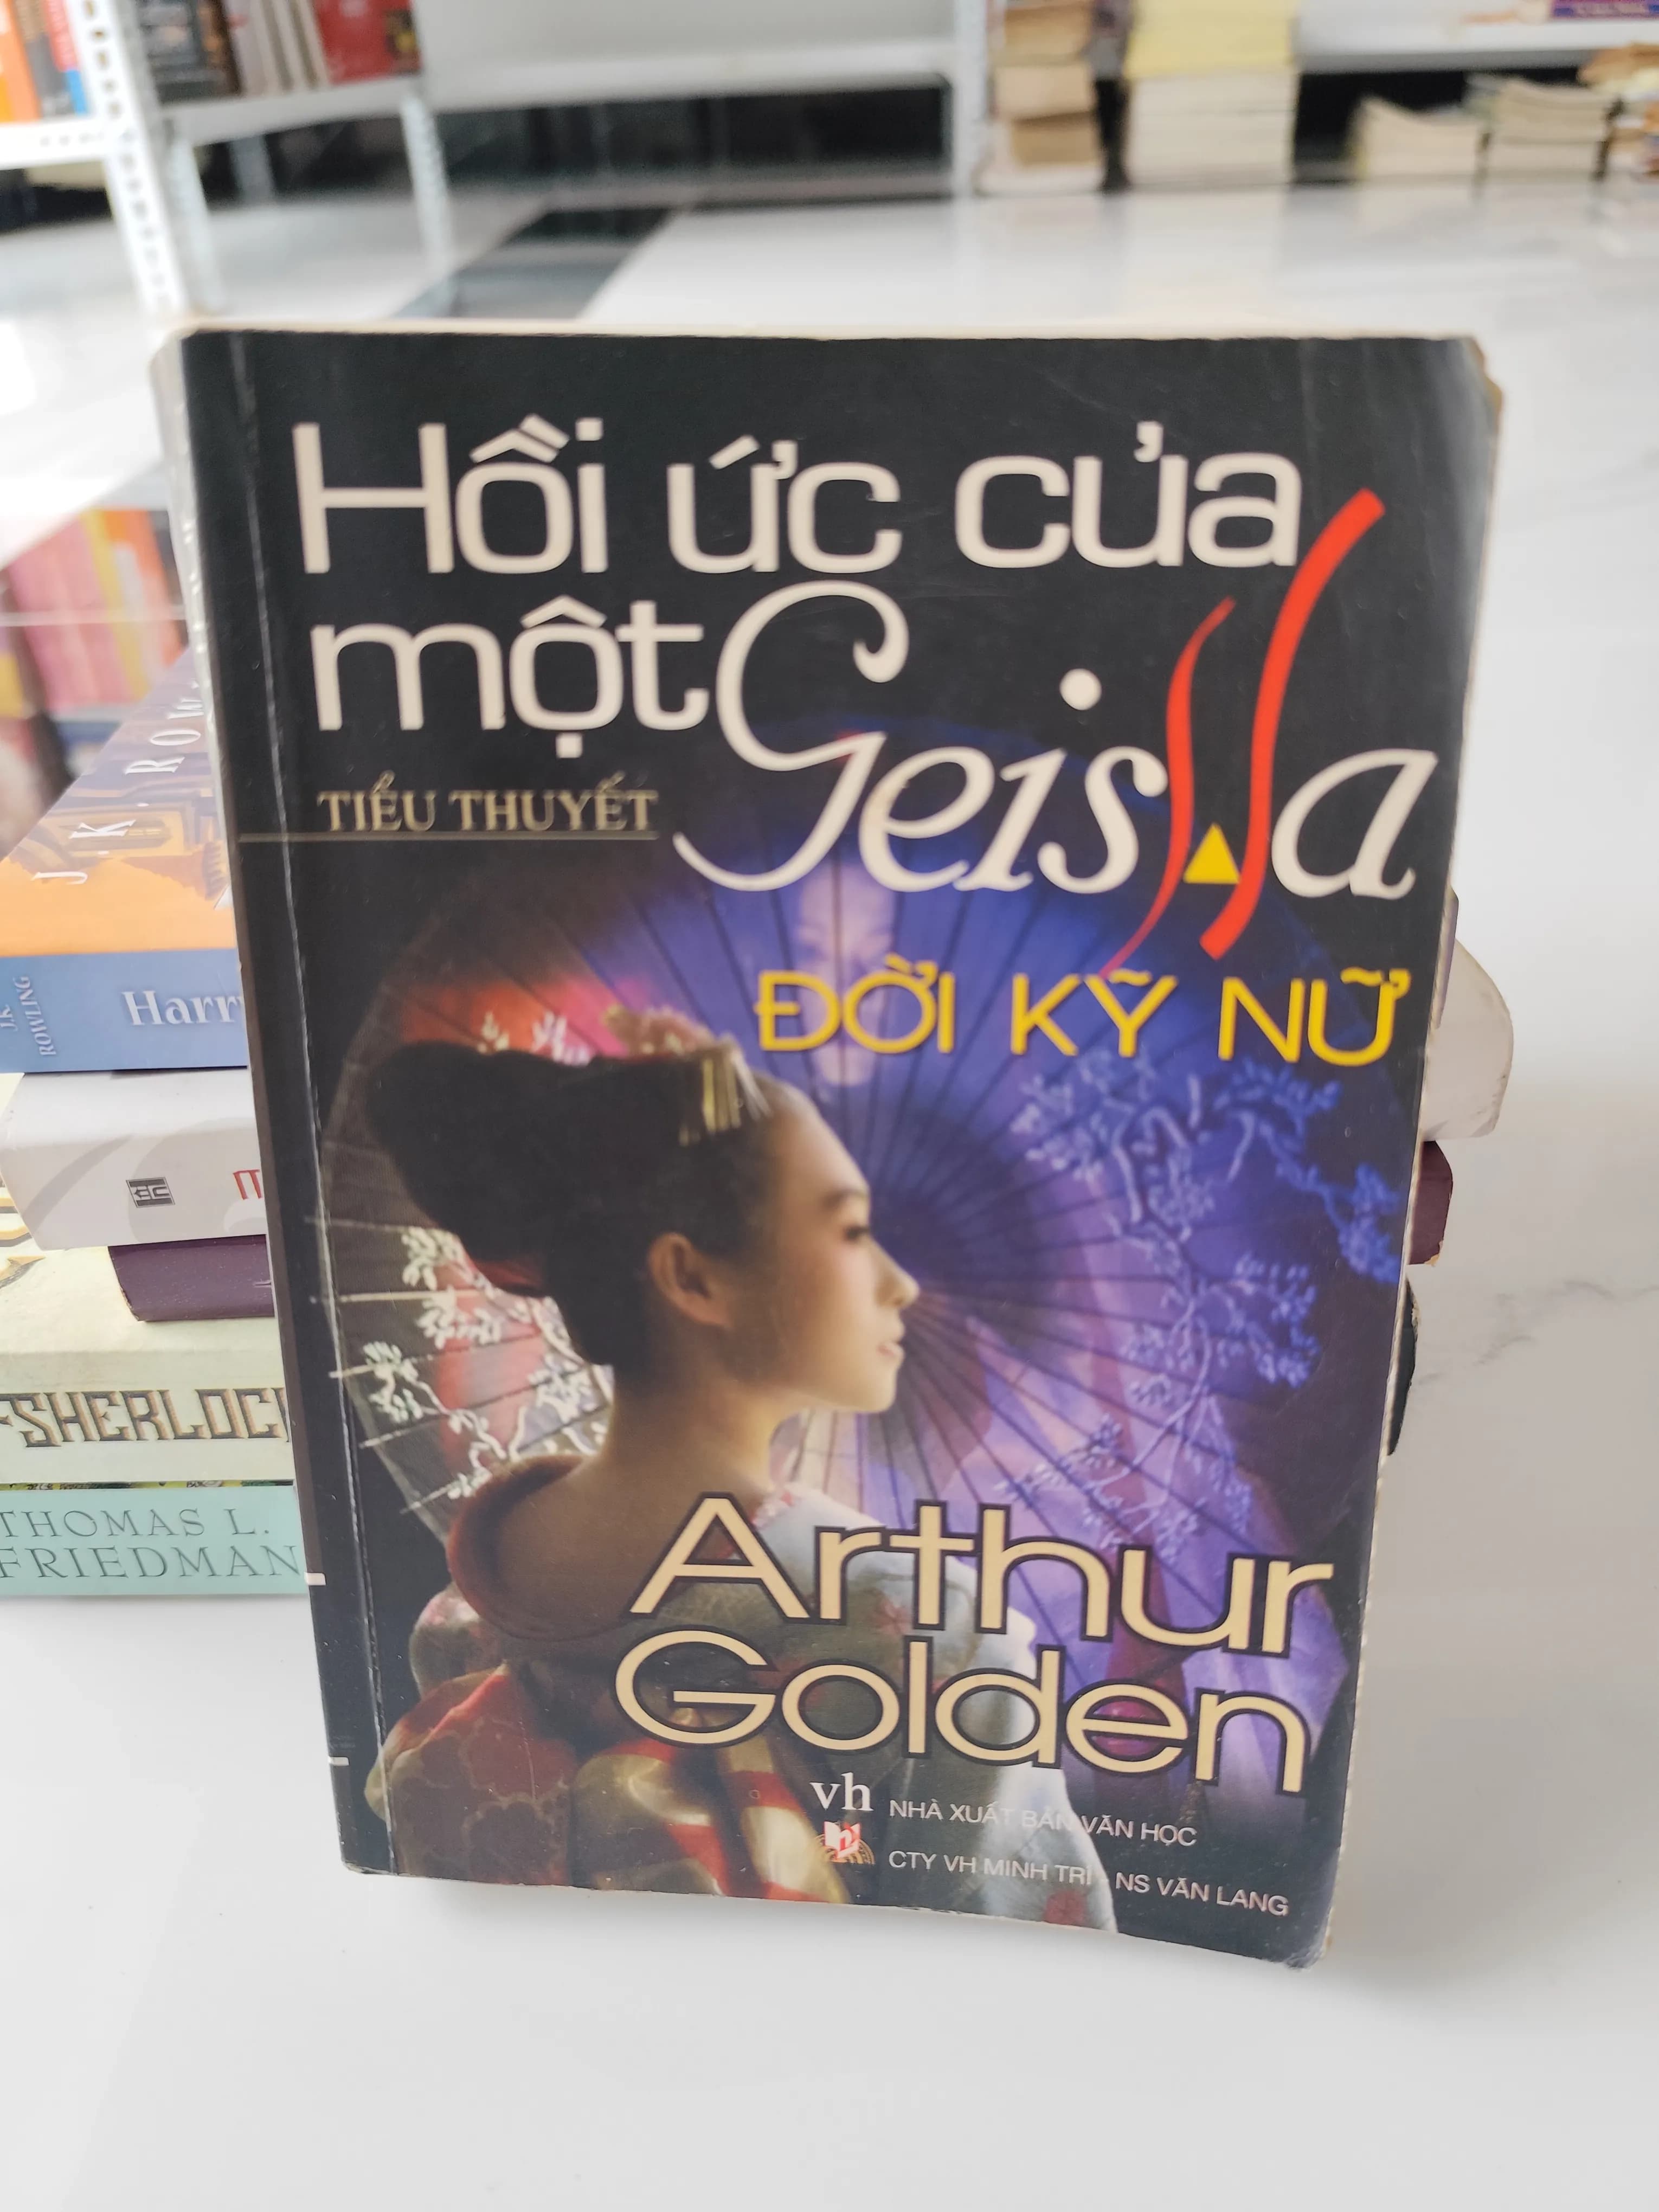 Hồi ức của
một Geisha
TIỂU THUYẾT
ĐỜI KỸ NỮ
Arthur
Golden
vh NHÀ XUẤT BẢN VĂN HỌC
CTY VH MINH TRÍ - NS VĂN LANG
J.K. ROW
J.K
ROWLING
Harry
SHERLOCK
THOMAS L.
FRIEDMAN